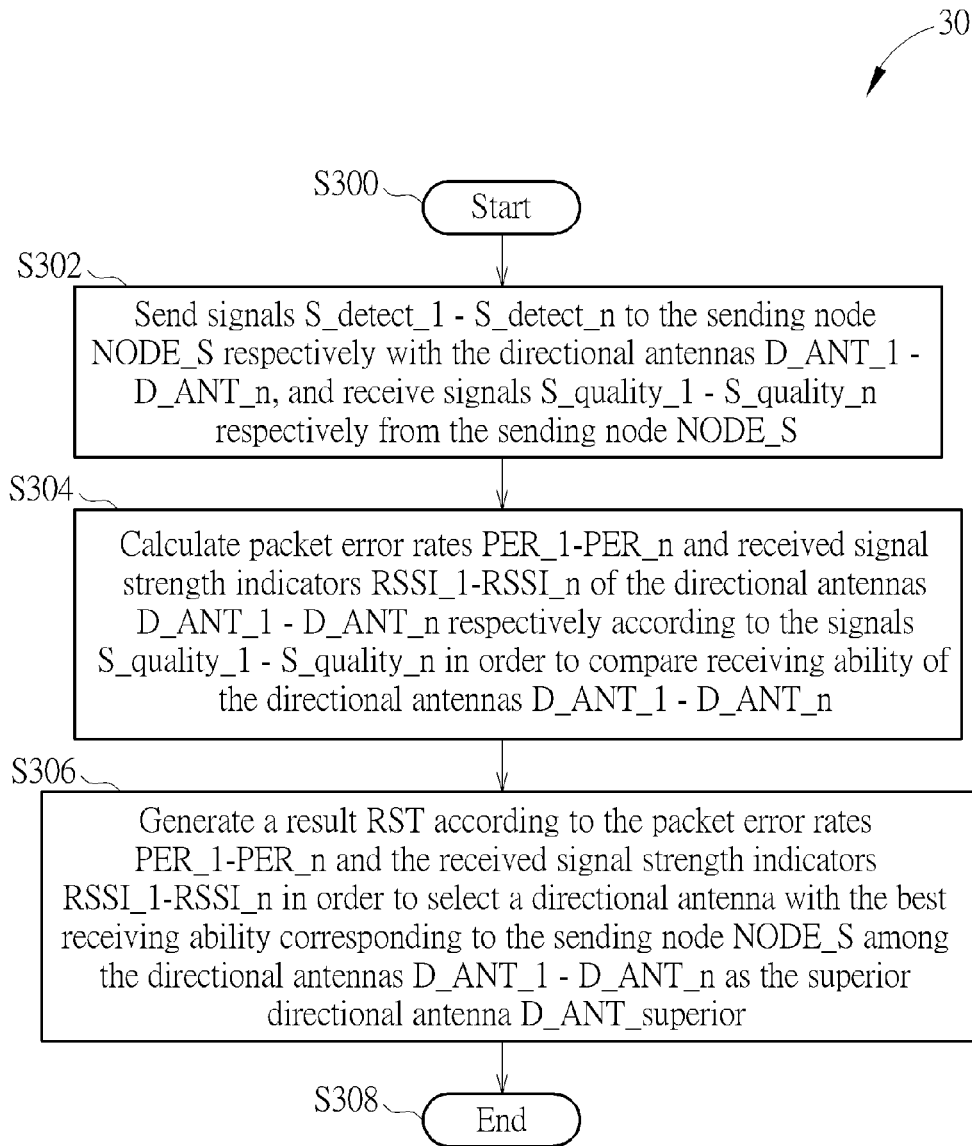 30
S300
Start
S302
Send signals S_detect_1 - S_detect_n to the sending node
NODE_S respectively with the directional antennas D_ANT_1 -
D_ANT_n, and receive signals S_quality_1 - S_quality_n
respectively from the sending node NODE_S
S304
Calculate packet error rates PER_1-PER_n and received signal
strength indicators RSSI_1-RSSI_n of the directional antennas
D_ANT_1 - D_ANT_n respectively according to the signals
S_quality_1 - S_quality_n in order to compare receiving ability of
the directional antennas D_ANT_1 - D_ANT_n
S306
Generate a result RST according to the packet error rates
PER_1-PER_n and the received signal strength indicators
RSSI_1-RSSI_n in order to select a directional antenna with the best
receiving ability corresponding to the sending node NODE_S among
the directional antennas D_ANT_1 - D_ANT_n as the superior
directional antenna D_ANT_superior
S308
End